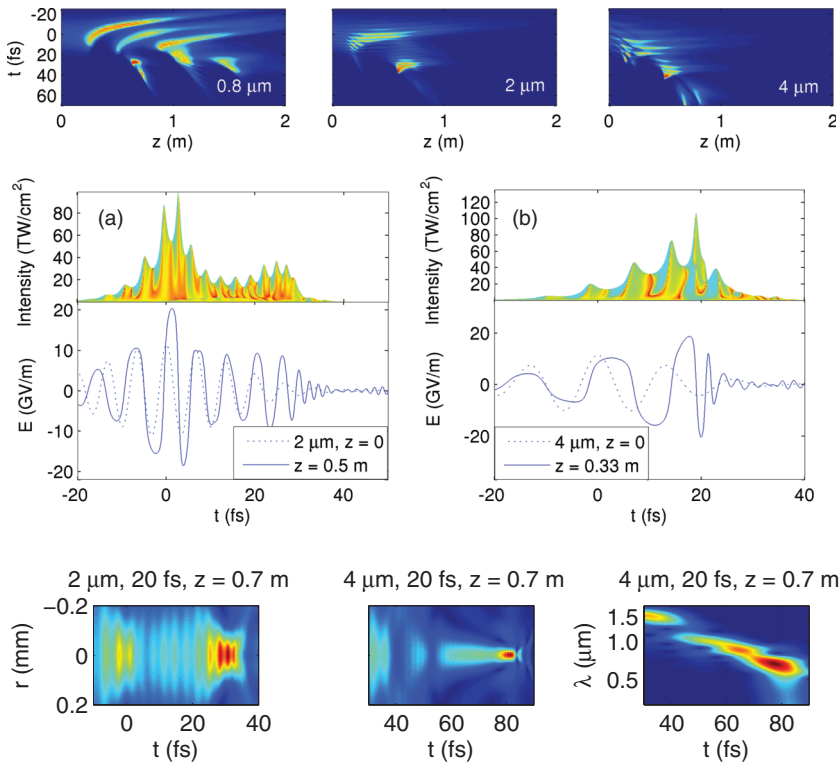 −25
0
20
40
60
t (fs)
0.8 μm
2 μm
4 μm
0 1 2
0 1 2
0 1 2
z (m)
z (m)
z (m)
(a)
80
60
40
20
Intensity (TW/cm²)
20
10
0
-10
-20
E (GV/m)
2 μm, z = 0
z = 0.5 m
-20 0 20 40
t (fs)
(b)
120
100
80
60
40
20
Intensity (TW/cm²)
20
0
-20
E (GV/m)
4 μm, z = 0
z = 0.33 m
-20 0 20 40
t (fs)
2 μm, 20 fs, z = 0.7 m
4 μm, 20 fs, z = 0.7 m
4 μm, 20 fs, z = 0.7 m
−0.2
0
0.2
r (mm)
0 20 40
t (fs)
40 60 80
t (fs)
1.5
1.0
0.5
λ (μm)
40 60 80
t (fs)